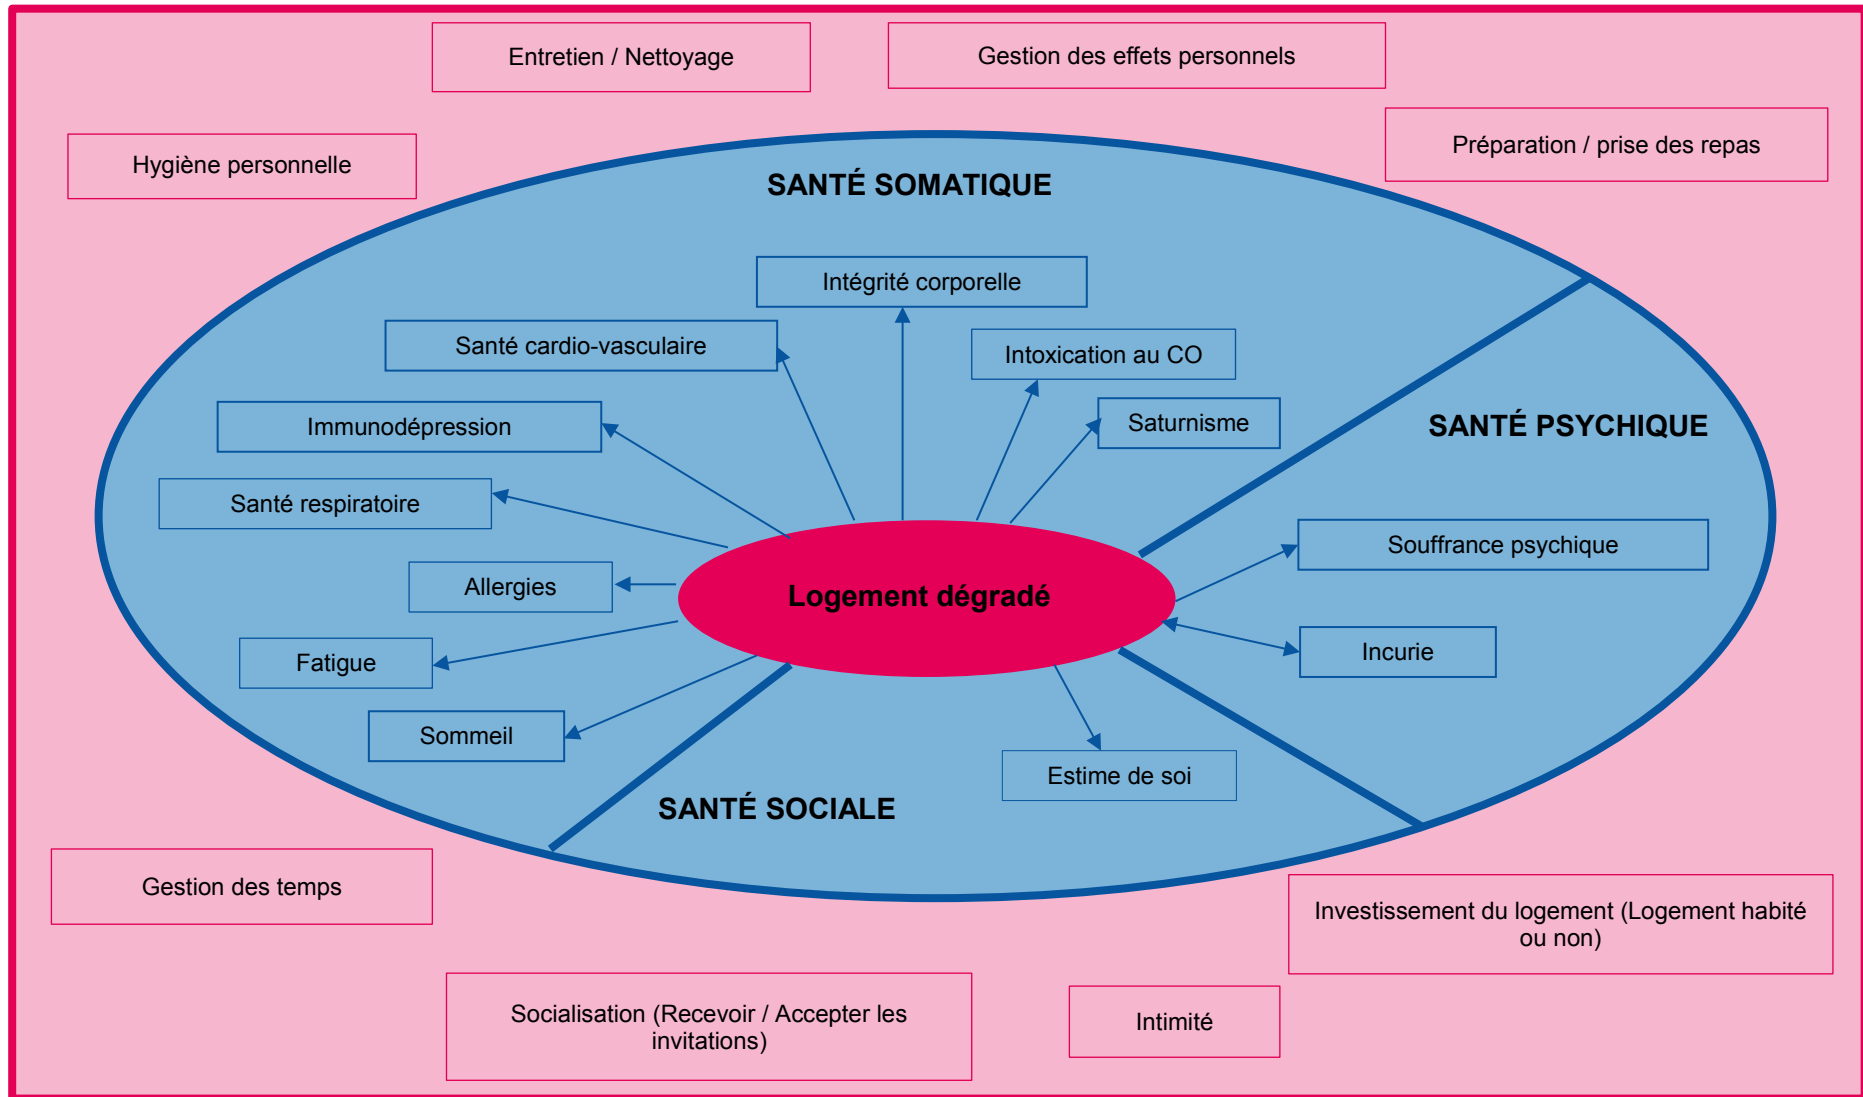 Entretien / Nettoyage
Gestion des effets personnels
Préparation / prise des repas
Hygiène personnelle
SANTÉ SOMATIQUE
Intégrité corporelle
Santé cardio-vasculaire
Intoxication au CO
Immunodépression
Saturnisme
SANTÉ PSYCHIQUE
Santé respiratoire
Souffrance psychique
Allergies
Logement dégradé
Fatigue
Incurie
Sommeil
Estime de soi
SANTÉ SOCIALE
Gestion des temps
Investissement du logement (Logement habité
ou non)
Socialisation (Recevoir / Accepter les
invitations)
Intimité